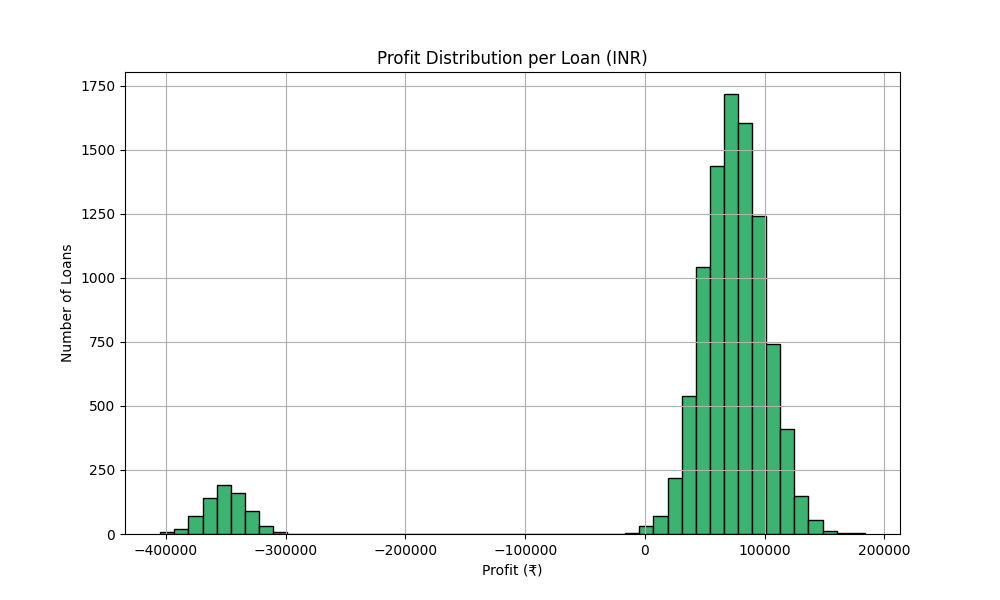 Profit Distribution per Loan (INR)
1750
1500
1250
1000
750
500
250
0
Number of Loans
−400000 −300000 −200000 −100000 0 100000 200000
Profit (₹)